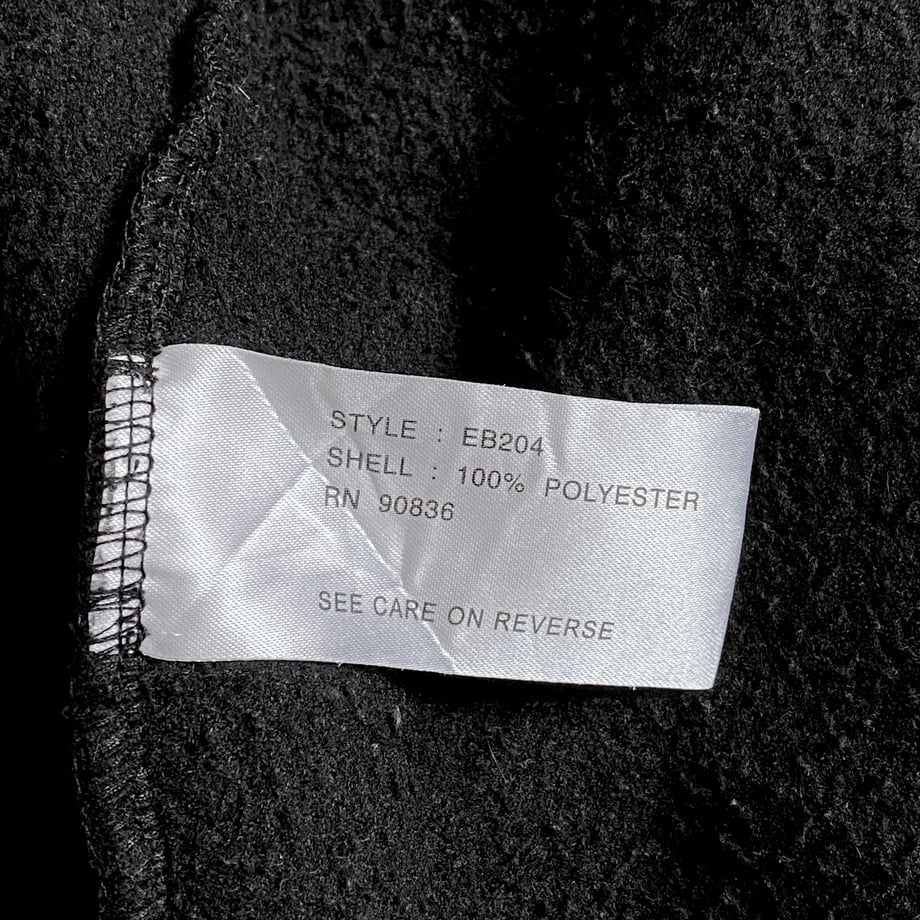 STYLE : EB204
SHELL : 100% POLYESTER
RN 90836
SEE CARE ON REVERSE